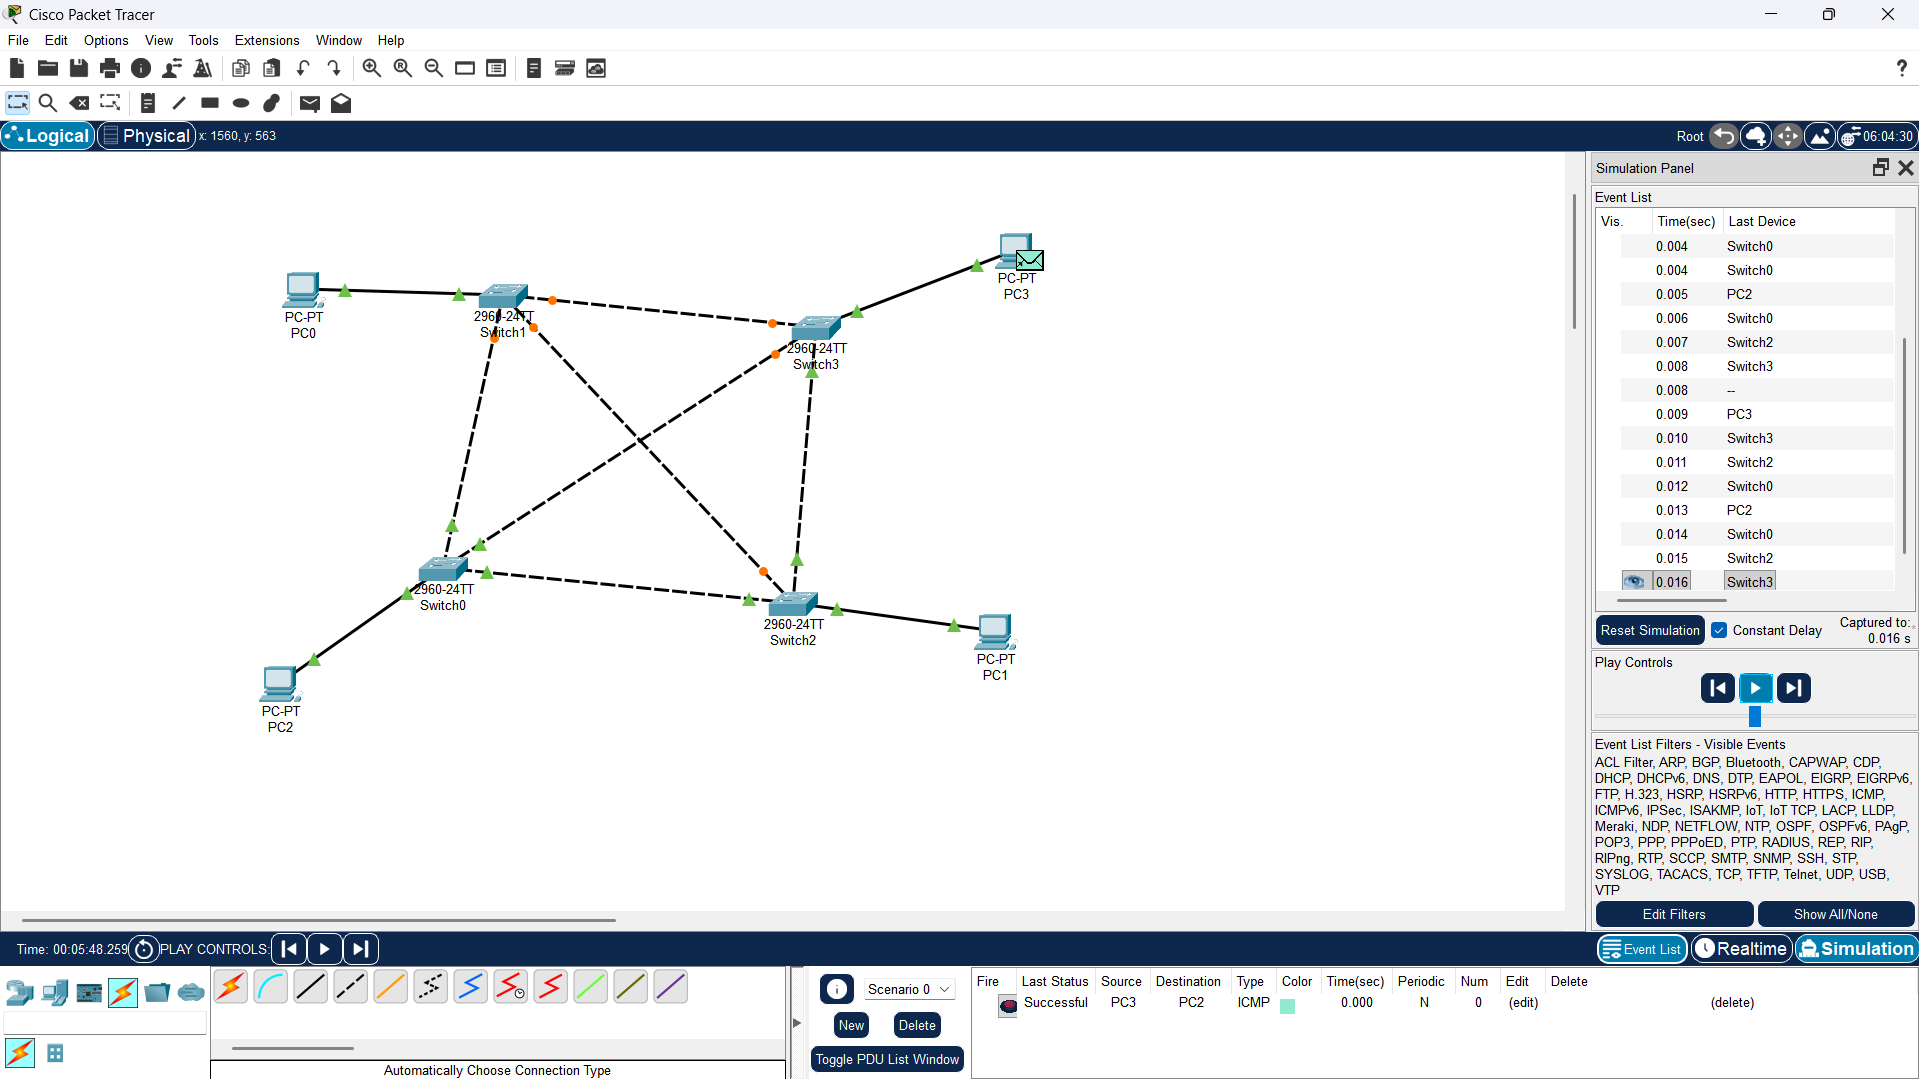 Cisco Packet Tracer
File Edit Options View Tools Extensions Window Help
Logical Physical x: 1560, y: 563 Root 06:04:30
PC-PT
PC0
2960-24TT
Switch1
PC-PT
PC3
2960-24TT
Switch3
2960-24TT
Switch0
2960-24TT
Switch2
PC-PT
PC1
PC-PT
PC2
Simulation Panel
Event List
Vis. Time(sec) Last Device
0.004 Switch0
0.004 Switch0
0.005 PC2
0.006 Switch0
0.007 Switch2
0.008 Switch3
0.008 --
0.009 PC3
0.010 Switch3
0.011 Switch2
0.012 Switch0
0.013 PC2
0.014 Switch0
0.015 Switch2
0.016 Switch3
Reset Simulation Constant Delay Captured to:
0.016 s
Play Controls
Event List Filters - Visible Events
ACL Filter, ARP, BGP, Bluetooth, CAPWAP, CDP,
DHCP, DHCPv6, DNS, DTP, EAPOL, EIGRP, EIGRPv6,
FTP, H.323, HSRP, HSRPv6, HTTP, HTTPS, ICMP,
ICMPv6, IPSec, ISAKMP, IoT, IoT TCP, LACP, LLDP,
Meraki, NDP, NETFLOW, NTP, OSPF, OSPFv6, PAgP,
POP3, PPP, PPPoED, PTP, RADIUS, REP, RIP,
RIPng, RTP, SCCP, SMTP, SNMP, SSH, STP,
SYSLOG, TACACS, TCP, TFTP, Telnet, UDP, USB,
VTP
Edit Filters Show All/None
Time: 00:05:48.259 PLAY CONTROLS: Event List Realtime Simulation
Scenario 0
New Delete
Toggle PDU List Window
Fire Last Status Source Destination Type Color Time(sec) Periodic Num Edit Delete
Successful PC3 PC2 ICMP 0.000 N 0 (edit) (delete)
Automatically Choose Connection Type